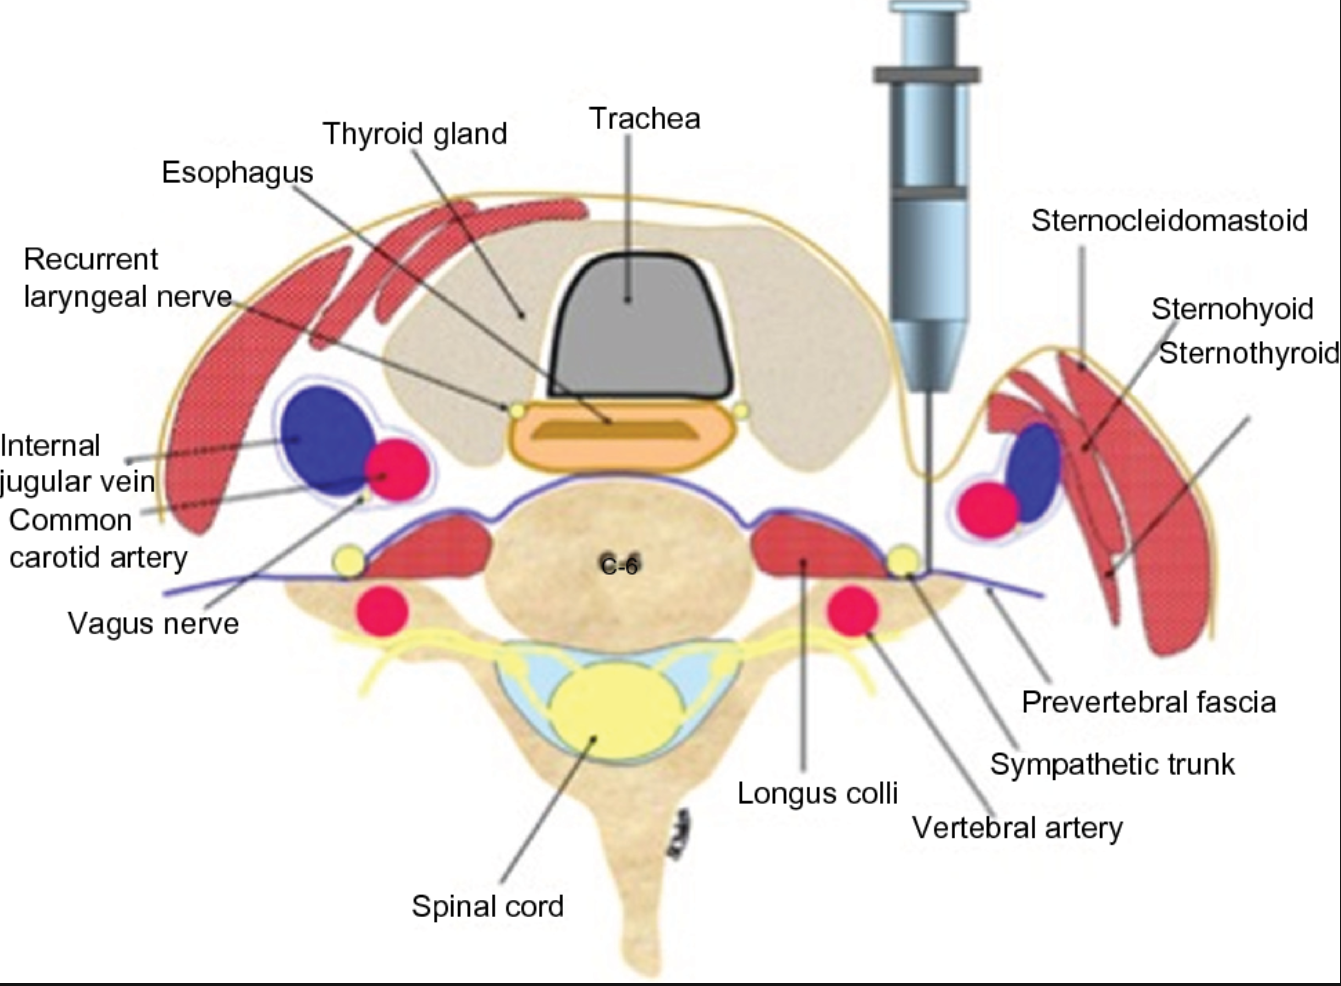 Trachea
Thyroid gland
Esophagus
Recurrent
laryngeal nerve
Sternocleidomastoid
Sternohyoid
Sternothyroid
Internal
jugular vein
Common
carotid artery
Vagus nerve
C-6
Prevertebral fascia
Sympathetic trunk
Longus colli
Vertebral artery
Spinal cord